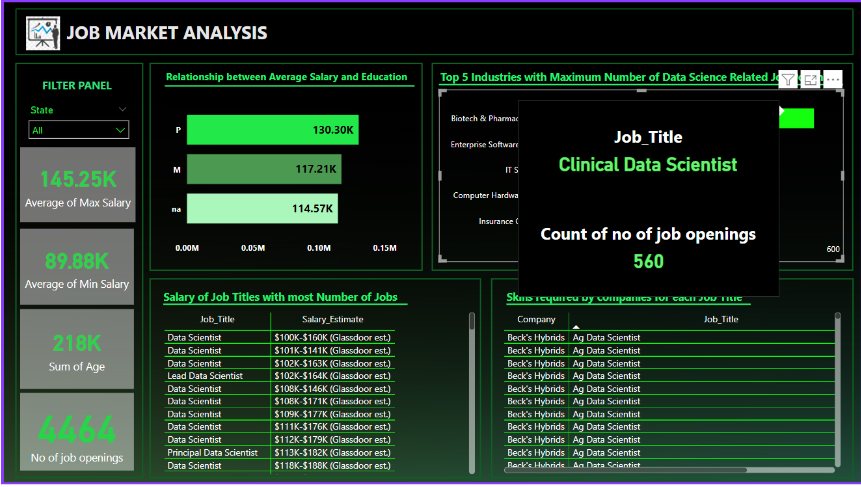 JOB MARKET ANALYSIS
FILTER PANEL
State
All
145.25K
Average of Max Salary
89.88K
Average of Min Salary
218K
Sum of Age
4464
No of job openings
Relationship between Average Salary and Education
P
130.30K
M
117.21K
na
114.57K
0.00M 0.05M 0.10M 0.15M
Top 5 Industries with Maximum Number of Data Science Related
Biotech & Pharmac
Enterprise Software
IT S
Computer Hardwa
Insurance C
600
Job_Title
Clinical Data Scientist
Count of no of job openings
560
Salary of Job Titles with most Number of Jobs
Job_Title Salary_Estimate
Data Scientist $100K-$160K (Glassdoor est.)
Data Scientist $101K-$141K (Glassdoor est.)
Data Scientist $102K-$163K (Glassdoor est.)
Lead Data Scientist $102K-$164K (Glassdoor est.)
Data Scientist $108K-$146K (Glassdoor est.)
Data Scientist $108K-$171K (Glassdoor est.)
Data Scientist $109K-$177K (Glassdoor est.)
Data Scientist $111K-$176K (Glassdoor est.)
Data Scientist $112K-$179K (Glassdoor est.)
Principal Data Scientist $113K-$182K (Glassdoor est.)
Data Scientist $118K-$188K (Glassdoor est.)
Skills required by companies for each Job Title
Company Job_Title
Beck's Hybrids Ag Data Scientist
Beck's Hybrids Ag Data Scientist
Beck's Hybrids Ag Data Scientist
Beck's Hybrids Ag Data Scientist
Beck's Hybrids Ag Data Scientist
Beck's Hybrids Ag Data Scientist
Beck's Hybrids Ag Data Scientist
Beck's Hybrids Ag Data Scientist
Beck's Hybrids Ag Data Scientist
Beck's Hybrids Ag Data Scientist
Beck's Hybrids Ag Data Scientist